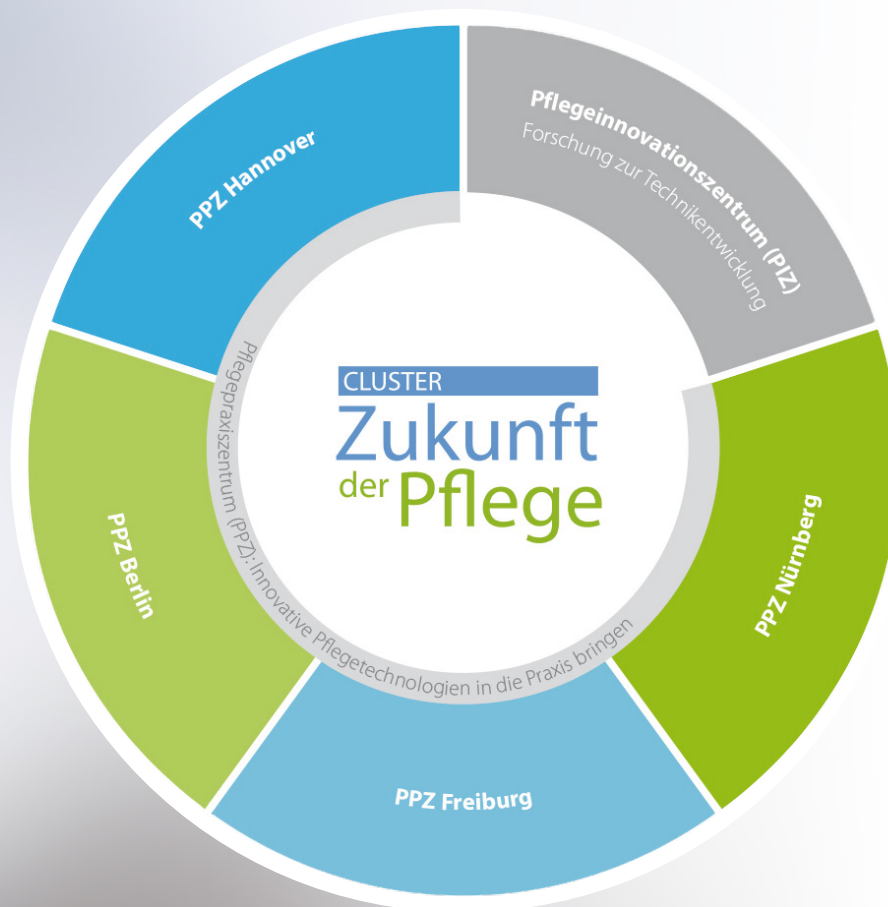 PPZ Hannover
Pflegeinnovationszentrum (PIZ)
Forschung zur Technikentwicklung
CLUSTER
Zukunft
der Pflege
PPZ Berlin
PPZ Nürnberg
PPZ Freiburg
Pflegepraxiszentrum (PPZ): Innovative Pflegetechnologien in die Praxis bringen